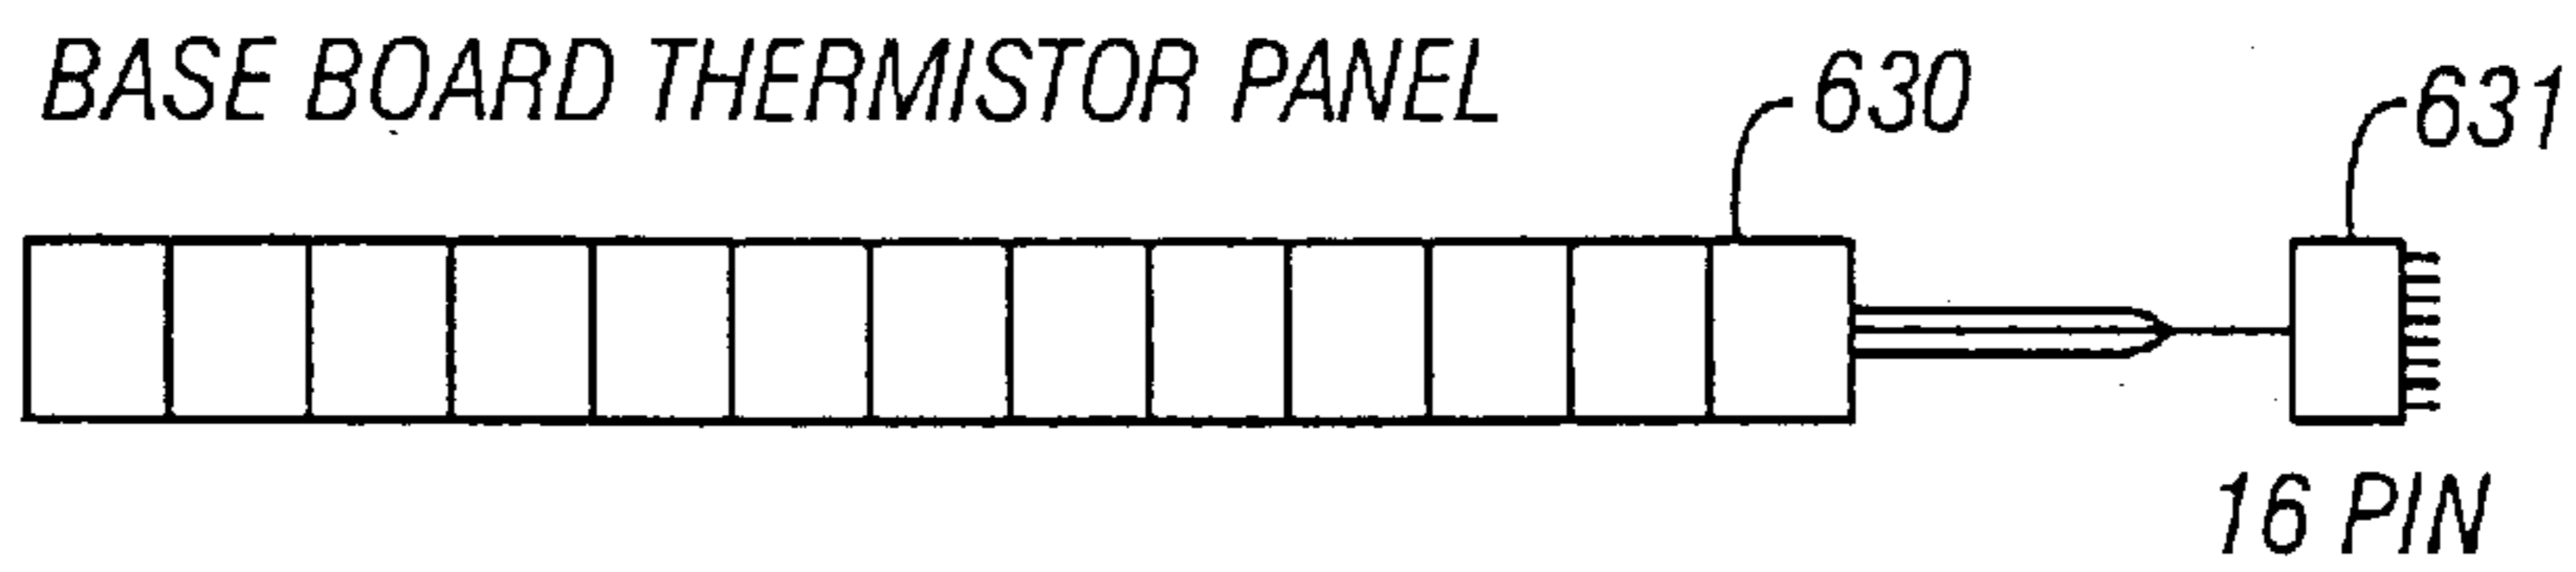 BASE BOARD THERMISTOR PANEL
630
631
16 PIN